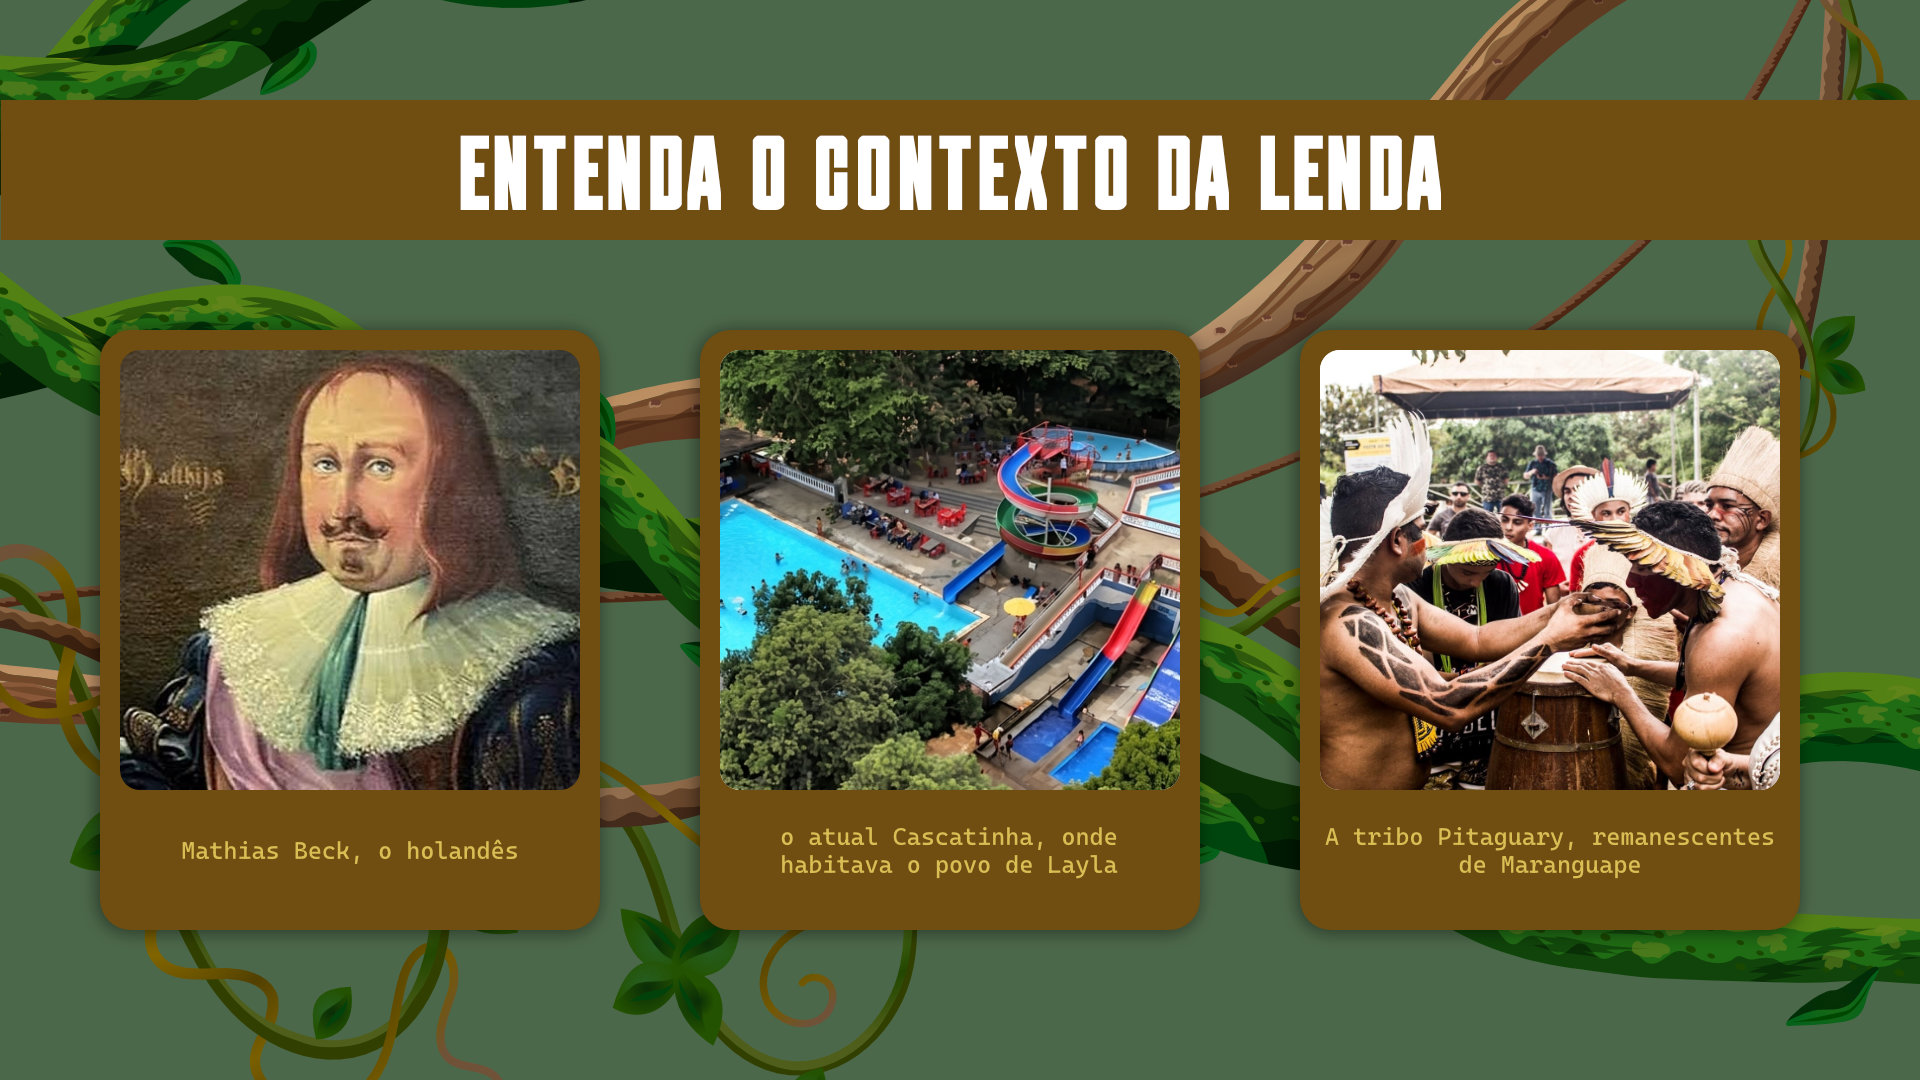 ENTENDA O CONTEXTO DA LENDA
Matthijs
Mathias Beck, o holandês
o atual Cascatinha, onde
habitava o povo de Layla
A tribo Pitaguary, remanescentes
de Maranguape